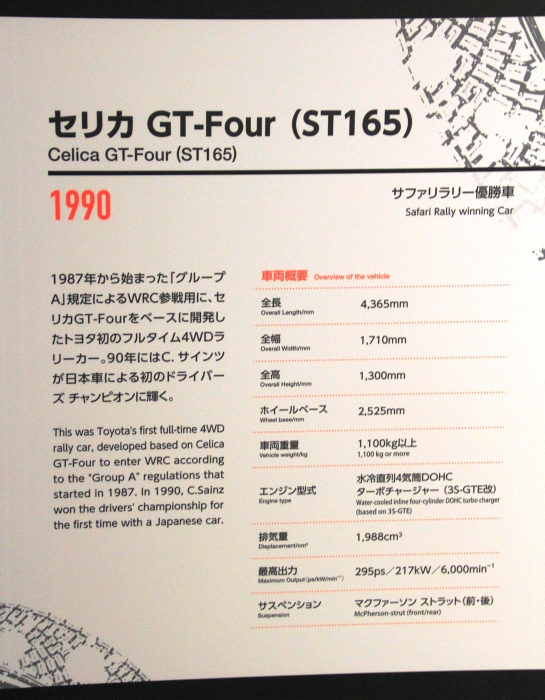 セリカ GT-Four（ST165）
Celica GT-Four (ST165)
1990
サファリラリー優勝車
Safari Rally winning Car
1987年から始まった「グループ
A」規定によるWRC参戦用に、セ
リカGT-Fourをベースに開発し
たトヨタ初のフルタイム4WDラ
リーカー。90年にはC. サインツ
が日本車による初のドライバー
ズ チャンピオンに輝く。
This was Toyota's first full-time 4WD
rally car, developed based on Celica
GT-Four to enter WRC according
to the "Group A" regulations that
started in 1987. In 1990, C.Sainz
won the drivers' championship for
the first time with a Japanese car.
車両概要 Overview of the vehicle
全長 4,365mm
Overall Length/mm
全幅 1,710mm
Overall Width/mm
全高 1,300mm
Overall Height/mm
ホイールベース 2,525mm
Wheel base/mm
車両重量 1,100kg以上
Vehicle weight/kg 1,100 kg or more
エンジン型式 水冷直列4気筒DOHC
ターボチャージャー（3S-GTE改）
Engine type Water-cooled inline four-cylinder DOHC turbo charger
(based on 3S-GTE)
排気量 1,988cm³
Displacement/cm³
最高出力 295ps／217kW／6,000min⁻¹
Maximum Output (ps/kW/min⁻¹)
サスペンション マクファーソン ストラット（前・後）
Suspension McPherson-strut (front/rear)